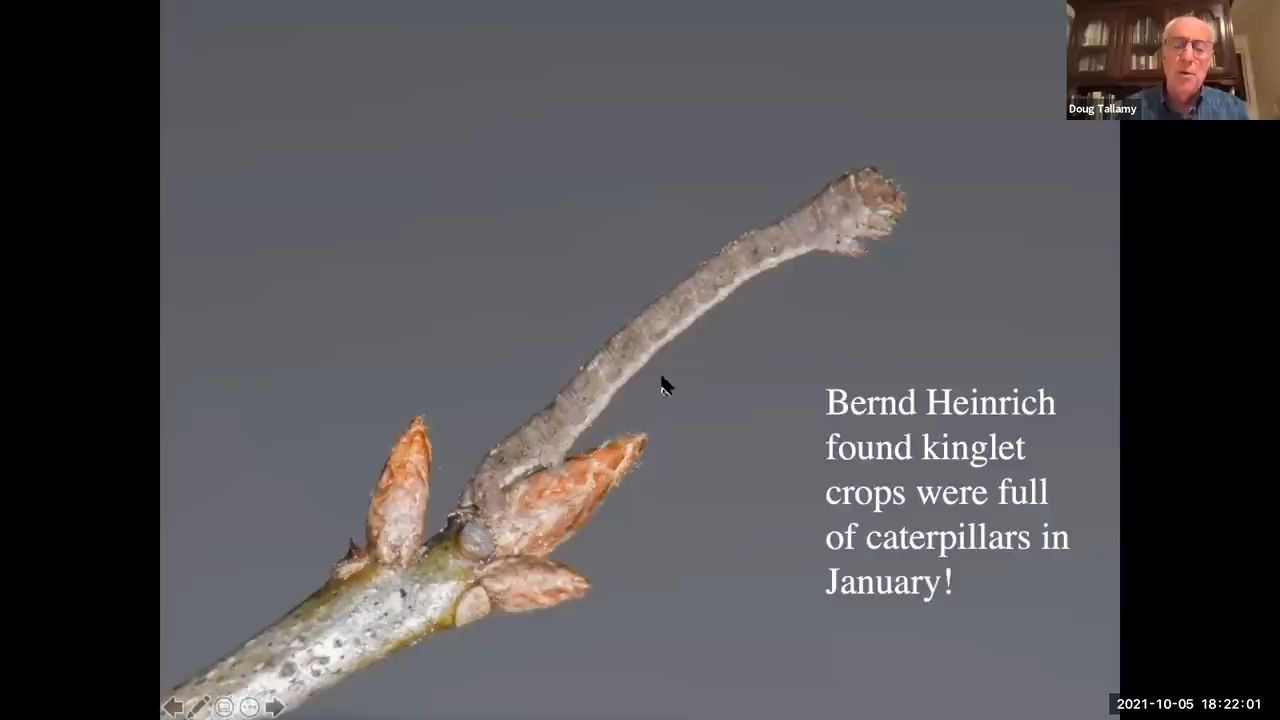 Doug Tallamy
Bernd Heinrich
found kinglet
crops were full
of caterpillars in
January!
2021-10-05 18:22:01